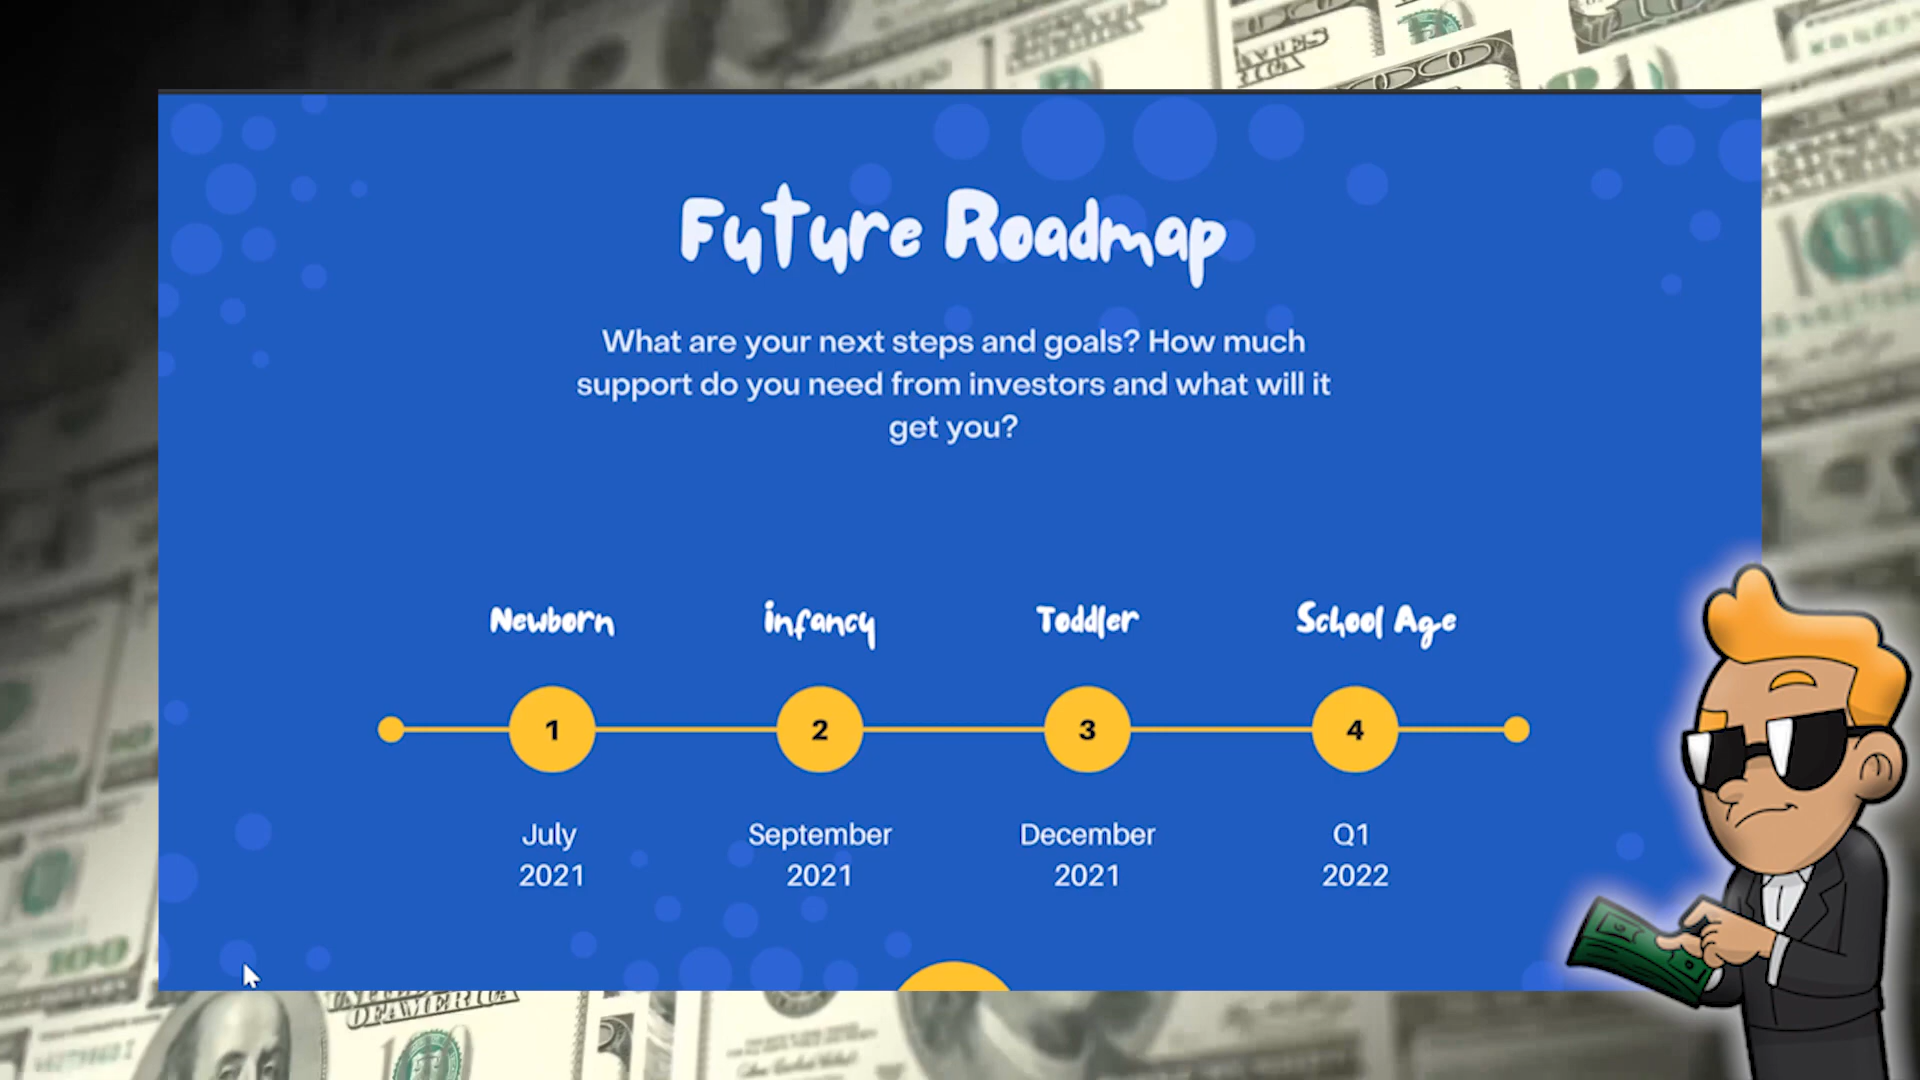 Future Roadmap
What are your next steps and goals? How much
support do you need from investors and what will it
get you?
Newborn
infancy
Toddler
School Age
1
2
3
4
July
2021
September
2021
December
2021
Q1
2022
100